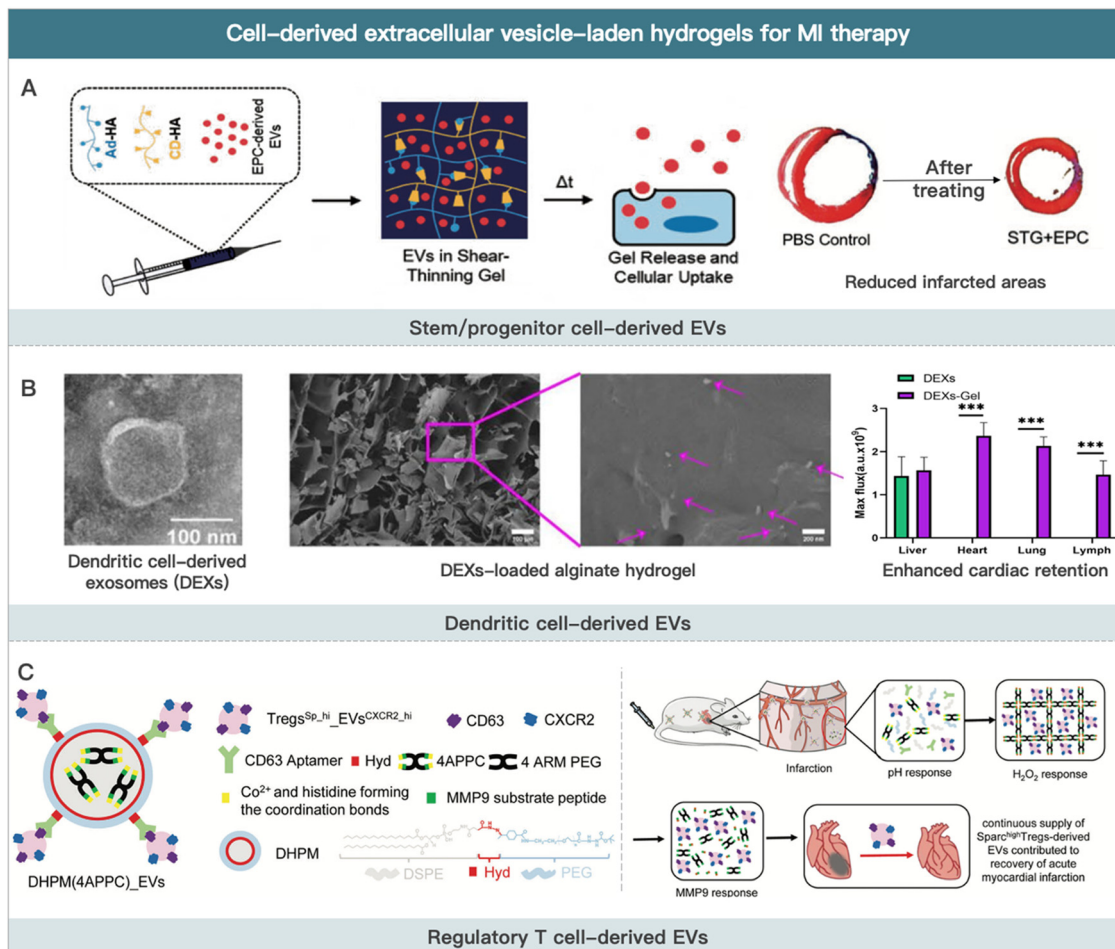 Cell-derived extracellular vesicle-laden hydrogels for MI therapy
A
Ad-HA
CD-HA
EPC-derived
EVs
EVs in Shear-
Thinning Gel
Δt
Gel Release and
Cellular Uptake
PBS Control
After
treating
STG+EPC
Reduced infarcted areas
Stem/progenitor cell-derived EVs
B
100 nm
Dendritic cell-derived
exosomes (DEXs)
200 nm
DEXs-loaded alginate hydrogel
DEXs
DEXs-Gel
Max flux(a.u.x10⁹)
3
2
1
0
***
***
***
Liver
Heart
Lung
Lymph
Enhanced cardiac retention
Dendritic cell-derived EVs
C
DHPM(4APPC)_EVs
Tregs^Sp_hi_EVs^CXCR2_hi
CD63
CXCR2
CD63 Aptamer
Hyd
4APPC
4 ARM PEG
Co²⁺ and histidine forming
the coordination bonds
MMP9 substrate peptide
DHPM
DSPE
Hyd
PEG
Infarction
pH response
H₂O₂ response
MMP9 response
continuous supply of
Sparc^high Tregs-derived
EVs contributed to
recovery of acute
myocardial infarction
Regulatory T cell-derived EVs